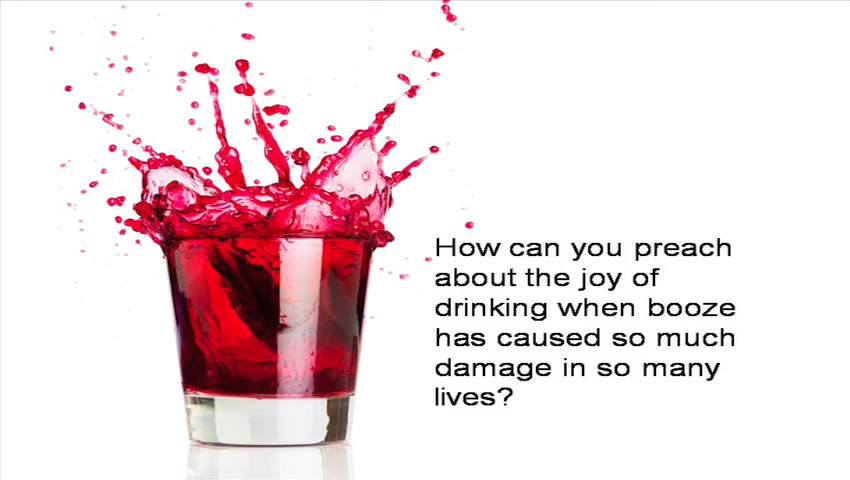 How can you preach
about the joy of
drinking when booze
has caused so much
damage in so many
lives?